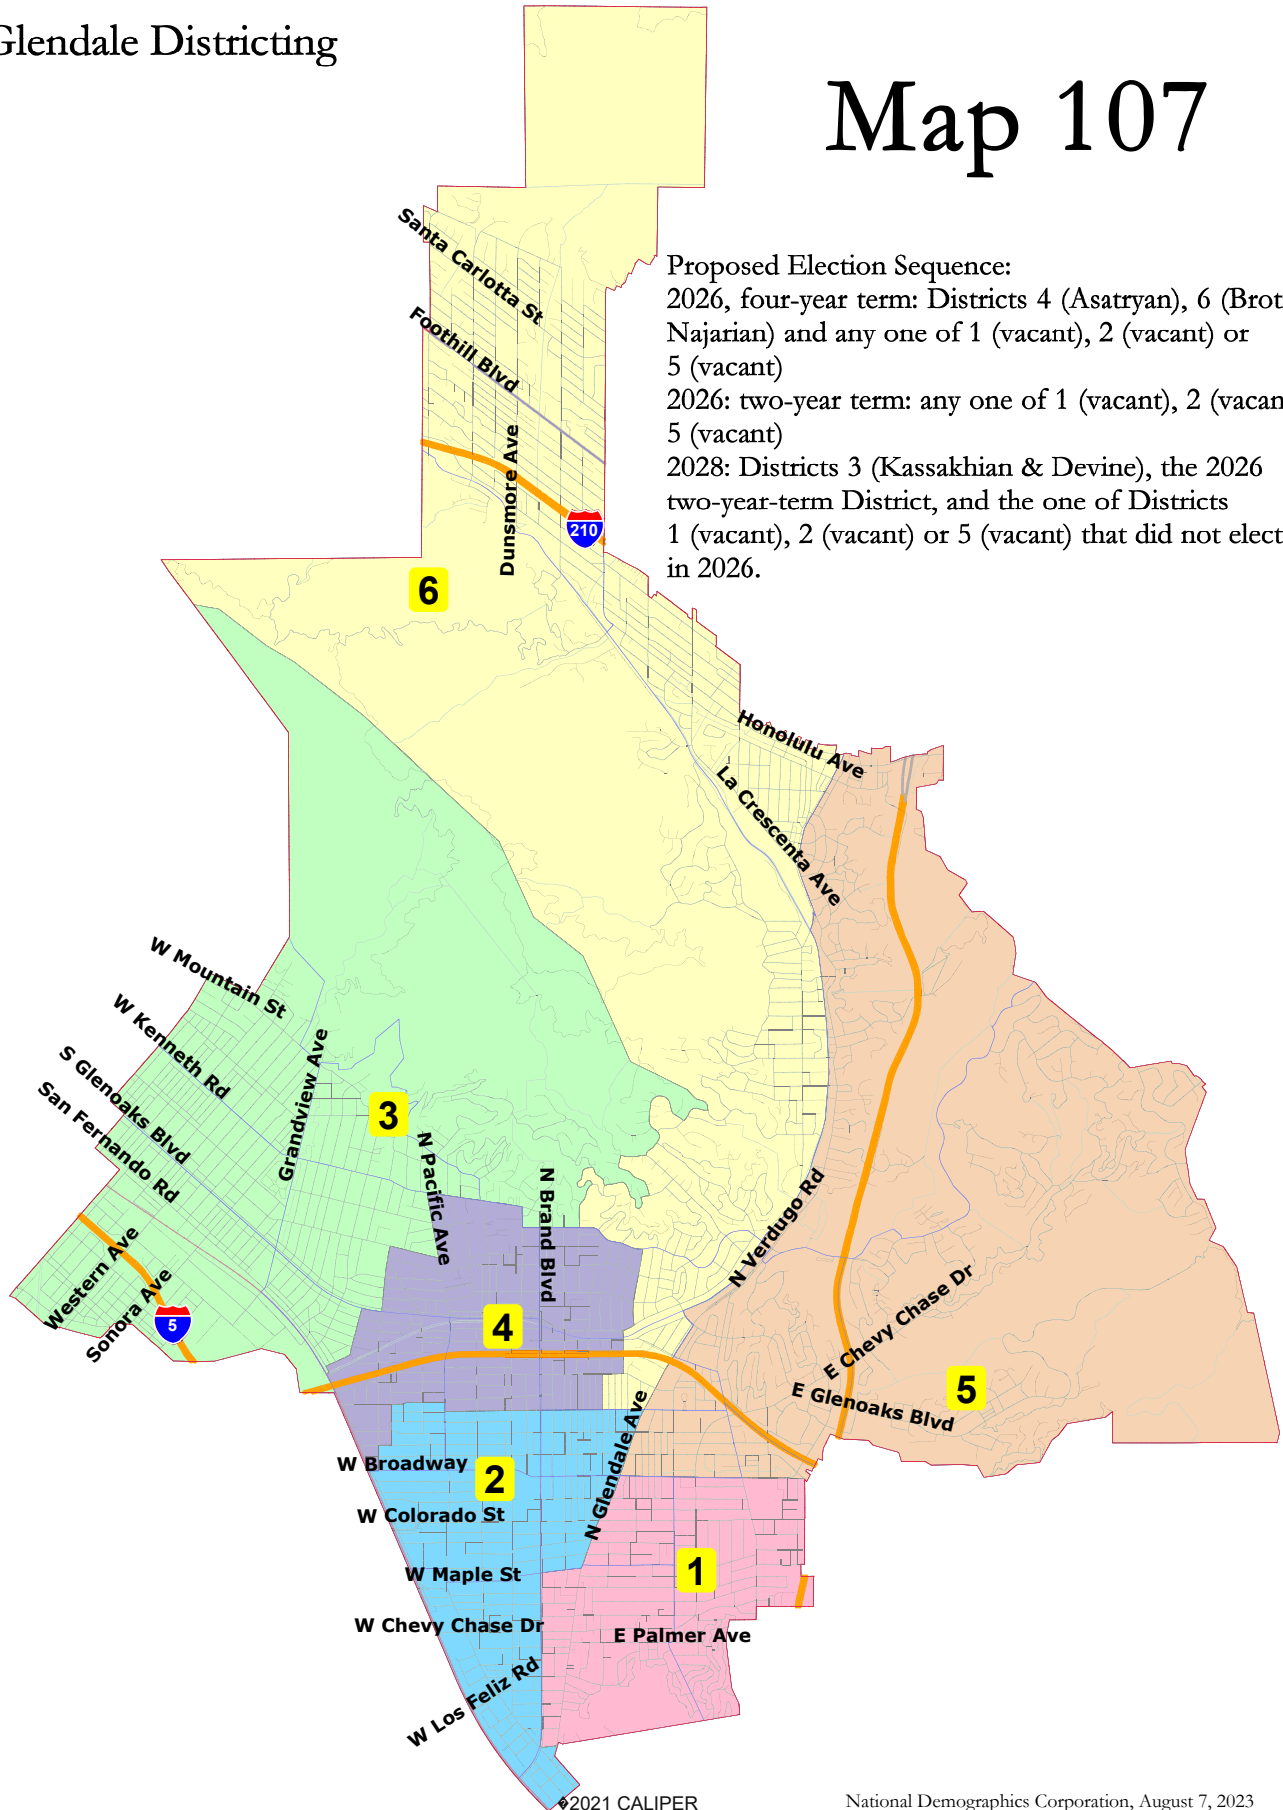 Glendale Districting
Map 107
Proposed Election Sequence:
2026, four-year term: Districts 4 (Asatryan), 6 (Brot
Najarian) and any one of 1 (vacant), 2 (vacant) or
5 (vacant)
2026: two-year term: any one of 1 (vacant), 2 (vacan
5 (vacant)
2028: Districts 3 (Kassakhian & Devine), the 2026
two-year-term District, and the one of Districts
1 (vacant), 2 (vacant) or 5 (vacant) that did not elect
in 2026.
Santa Carlotta St
Foothill Blvd
Dunsmore Ave
210
6
Honolulu Ave
La Crescenta Ave
W Mountain St
W Kenneth Rd
S Glenoaks Blvd
San Fernando Rd
Grandview Ave
3
N Pacific Ave
N Brand Blvd
N Verdugo Rd
Western Ave
Sonora Ave
5
4
E Chevy Chase Dr
E Glenoaks Blvd
5
N Glendale Ave
W Broadway
2
W Colorado St
W Maple St
1
W Chevy Chase Dr
E Palmer Ave
W Los Feliz Rd
�2021 CALIPER
National Demographics Corporation, August 7, 2023